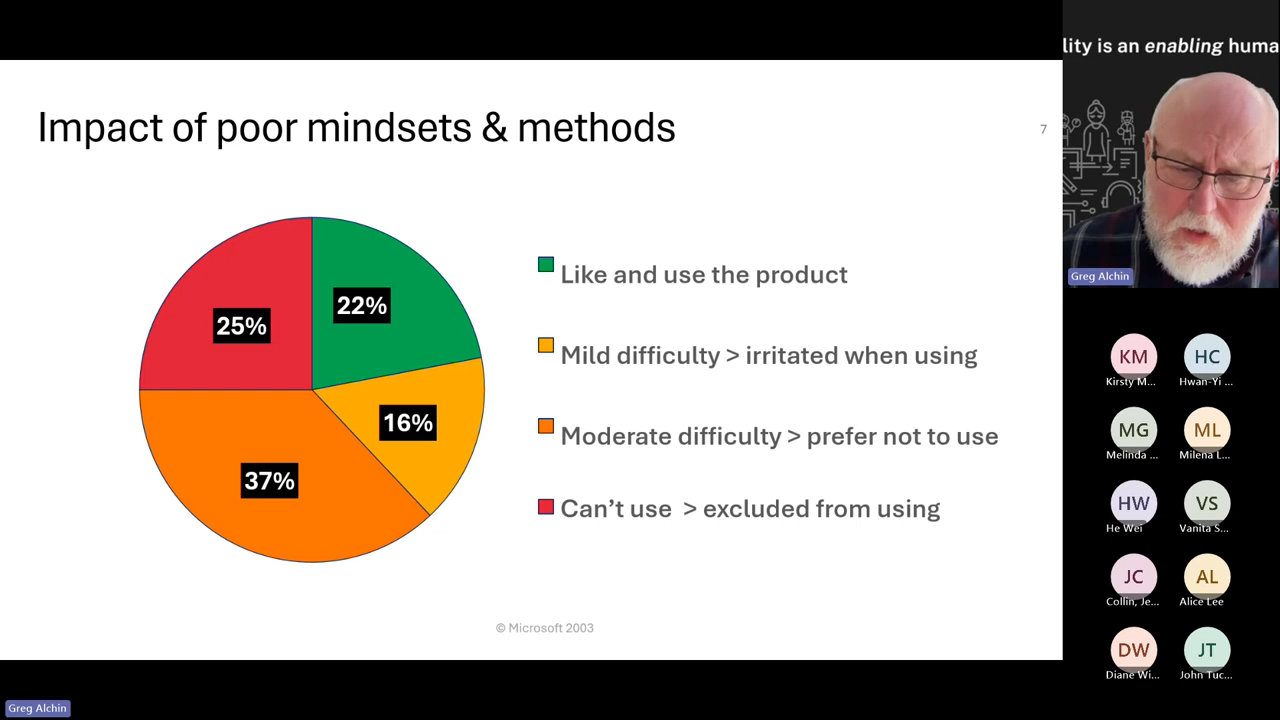 Impact of poor mindsets & methods
7
22%
25%
16%
37%
Like and use the product
Mild difficulty > irritated when using
Moderate difficulty > prefer not to use
Can’t use > excluded from using
© Microsoft 2003
Greg Alchin
lity is an enabling huma
Greg Alchin
KM
Kirsty M...
HC
Hwan-Yi ...
MG
Melinda ...
ML
Milena L...
HW
He Wei
VS
Vanita S...
JC
Collin, Je...
AL
Alice Lee
DW
Diane Wi...
JT
John Tuc...